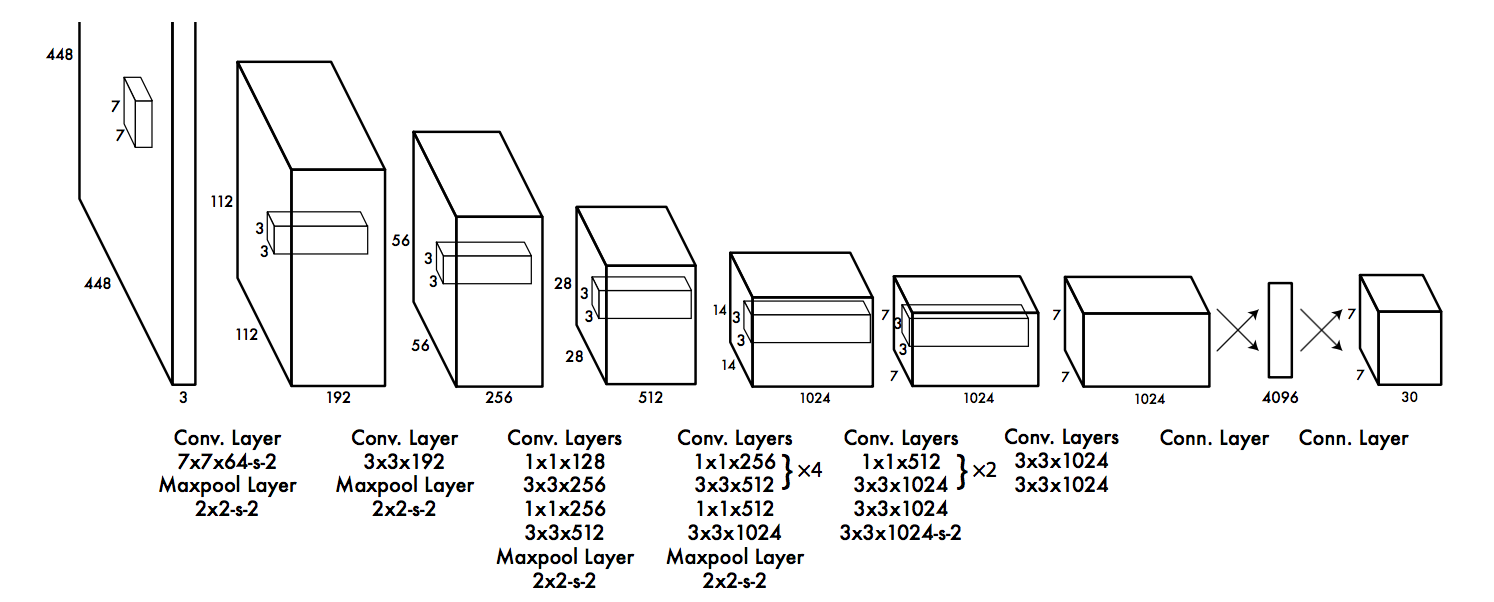 448
7
7
448
3
112
3
3
112
192
56
3
3
56
256
28
3
3
28
512
14
3
3
14
1024
7
3
3
7
1024
7
7
1024
4096
7
7
30
Conv. Layer
7x7x64-s-2
Maxpool Layer
2x2-s-2
Conv. Layer
3x3x192
Maxpool Layer
2x2-s-2
Conv. Layers
1x1x128
3x3x256
1x1x256
3x3x512
Maxpool Layer
2x2-s-2
Conv. Layers
1x1x256
3x3x512
} ×4
1x1x512
3x3x1024
Maxpool Layer
2x2-s-2
Conv. Layers
1x1x512
3x3x1024
} ×2
3x3x1024
3x3x1024-s-2
Conv. Layers
3x3x1024
3x3x1024
Conn. Layer
Conn. Layer